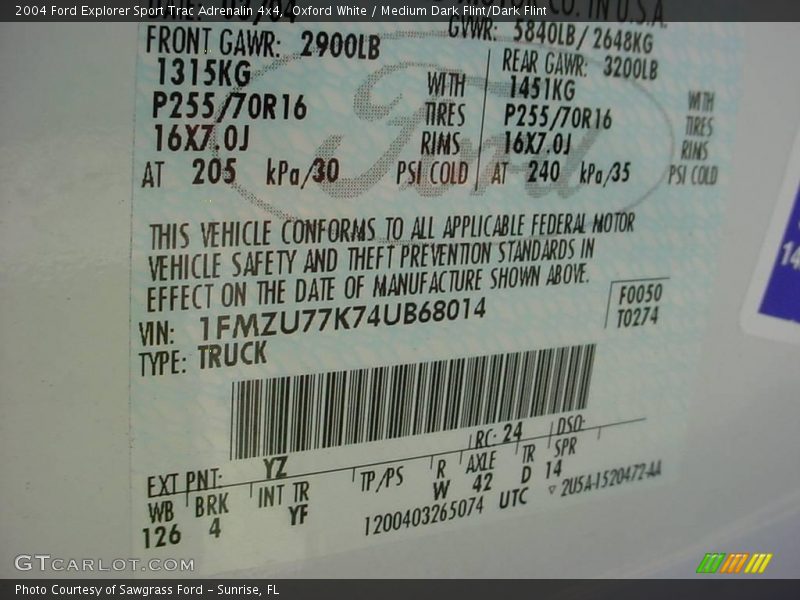 2004 Ford Explorer Sport Trac Adrenalin 4x4, Oxford White / Medium Dark Flint/Dark Flint
CO. IN U.S.A.
GVWR: 5840LB / 2648KG
FRONT GAWR: 2900LB
1315KG WITH
P255/70R16 TIRES
16X7.0J RIMS
AT 205 kPa/30 PSI COLD
REAR GAWR: 3200LB
1451KG WITH
P255/70R16 TIRES
16X7.0J RIMS
AT 240 kPa/35 PSI COLD
Ford
THIS VEHICLE CONFORMS TO ALL APPLICABLE FEDERAL MOTOR
VEHICLE SAFETY AND THEFT PREVENTION STANDARDS IN
EFFECT ON THE DATE OF MANUFACTURE SHOWN ABOVE.
VIN: 1FMZU77K74UB68014
TYPE: TRUCK
F0050
T0274
14
EXT PNT: YZ RC: 24 DSO:
WB BRK INT TR TP/PS R AXLE TR SPR
126 4 YF W 42 D 14
1200403265074 UTC ▽ 2U5A-1520472-AA
GTCARLOT.COM
Photo Courtesy of Sawgrass Ford - Sunrise, FL